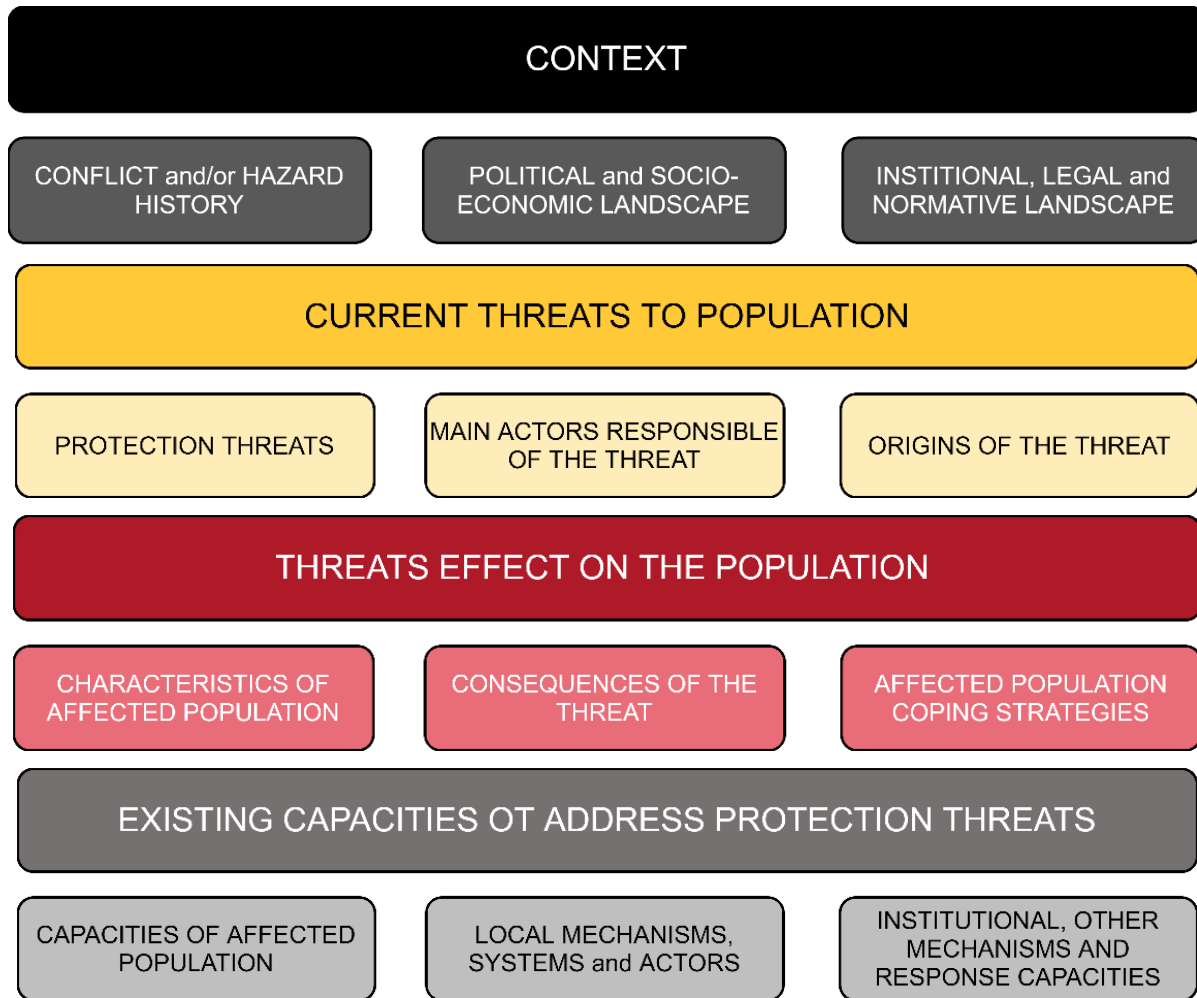 CONTEXT
CONFLICT and/or HAZARD
HISTORY
POLITICAL and SOCIO-
ECONOMIC LANDSCAPE
INSTITIONAL, LEGAL and
NORMATIVE LANDSCAPE
CURRENT THREATS TO POPULATION
PROTECTION THREATS
MAIN ACTORS RESPONSIBLE
OF THE THREAT
ORIGINS OF THE THREAT
THREATS EFFECT ON THE POPULATION
CHARACTERISTICS OF
AFFECTED POPULATION
CONSEQUENCES OF THE
THREAT
AFFECTED POPULATION
COPING STRATEGIES
EXISTING CAPACITIES OT ADDRESS PROTECTION THREATS
CAPACITIES OF AFFECTED
POPULATION
LOCAL MECHANISMS,
SYSTEMS and ACTORS
INSTITUTIONAL, OTHER
MECHANISMS AND
RESPONSE CAPACITIES